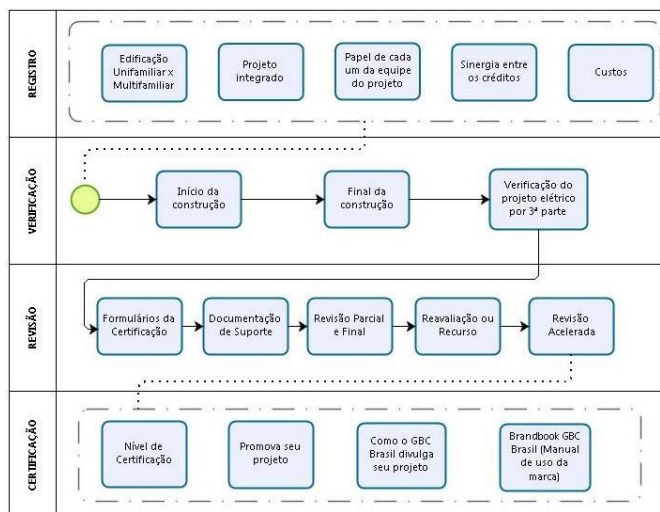 REGISTRO
Edificação
Unifamiliar x
Multifamiliar
Projeto
integrado
Papel de cada
um da equipe
do projeto
Sinergia entre
os créditos
Custos
VERIFICAÇÃO
Início da
construção
Final da
construção
Verificação do
projeto elétrico
por 3ª parte
REVISÃO
Formulários da
Certificação
Documentação
de Suporte
Revisão Parcial
e Final
Reavaliação ou
Recurso
Revisão
Acelerada
CERTIFICAÇÃO
Nível de
Certificação
Promova seu
projeto
Como o GBC
Brasil divulga
seu projeto
Brandbook GBC
Brasil (Manual
de uso da
marca)